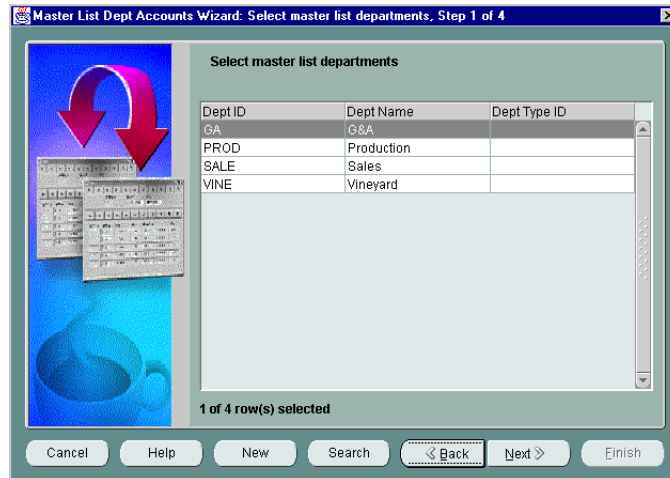 Master List Dept Accounts Wizard: Select master list departments, Step 1 of 4
Select master list departments
Dept ID Dept Name Dept Type ID
GA G&A
PROD Production
SALE Sales
VINE Vineyard
1 of 4 row(s) selected
Cancel Help New Search Back Next Finish